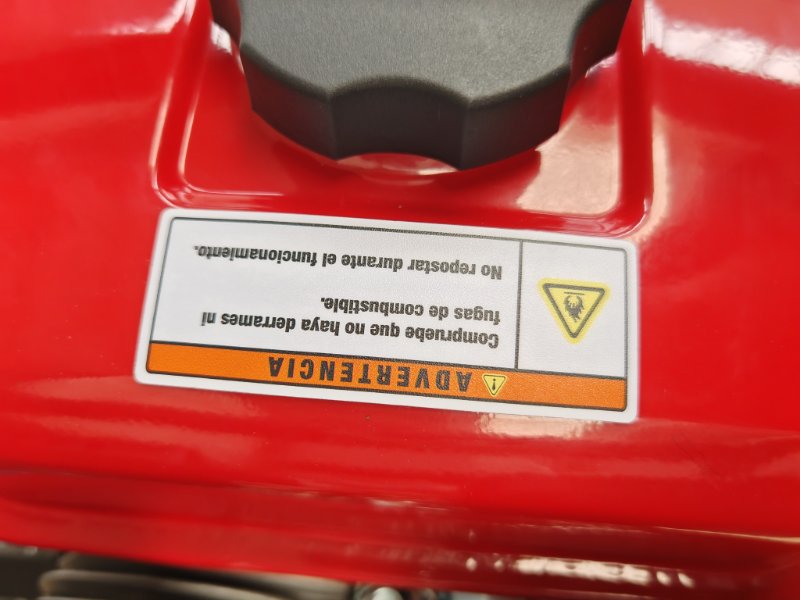 ADVERTENCIA
Compruebe que no haya derrames ni
fugas de combustible.
No repostar durante el funcionamiento.